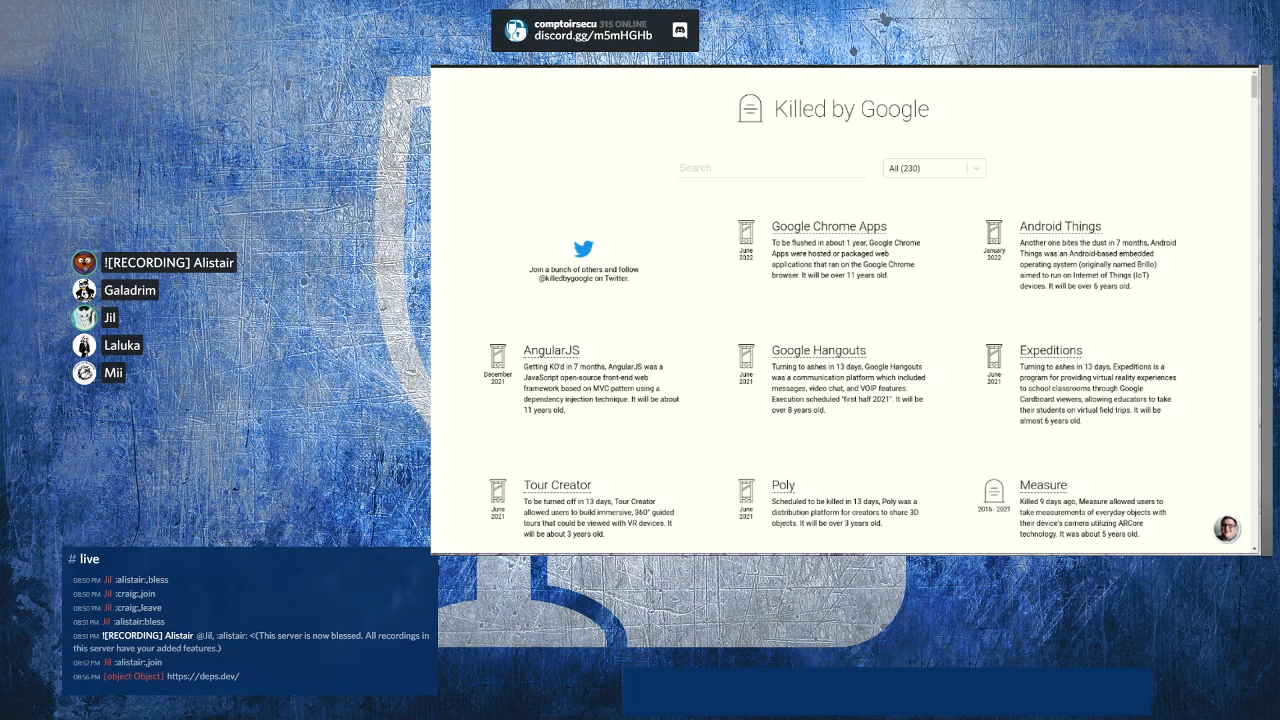 comptoirsecu 315 ONLINE
discord.gg/m5mHGHb
Killed by Google
Search
All (230)
Join a bunch of others and follow
@killedbygoogle on Twitter.
June
2022
Google Chrome Apps
To be flushed in about 1 year, Google Chrome
Apps were hosted or packaged web
applications that ran on the Google Chrome
browser. It will be over 11 years old.
January
2022
Android Things
Another one bites the dust in 7 months, Android
Things was an Android-based embedded
operating system (originally named Brillo)
aimed to run on Internet of Things (IoT)
devices. It will be over 6 years old.
December
2021
AngularJS
Getting KO'd in 7 months, AngularJS was a
JavaScript open-source front-end web
framework based on MVC pattern using a
dependency injection technique. It will be about
11 years old.
June
2021
Google Hangouts
Turning to ashes in 13 days, Google Hangouts
was a communication platform which included
messages, video chat, and VOIP features.
Execution scheduled "first half 2021". It will be
over 8 years old.
June
2021
Expeditions
Turning to ashes in 13 days, Expeditions is a
program for providing virtual reality experiences
to school classrooms through Google
Cardboard viewers, allowing educators to take
their students on virtual field trips. It will be
almost 6 years old.
June
2021
Tour Creator
To be turned off in 13 days, Tour Creator
allowed users to build immersive, 360° guided
tours that could be viewed with VR devices. It
will be about 3 years old.
June
2021
Poly
Scheduled to be killed in 13 days, Poly was a
distribution platform for creators to share 3D
objects. It will be over 3 years old.
2016 - 2021
Measure
Killed 9 days ago, Measure allowed users to
take measurements of everyday objects with
their device's camera utilizing ARCore
technology. It was about 5 years old.
![RECORDING] Alistair
Galadrim
Jil
Laluka
Mii
# live
08:50 PM Jil :alistair:,bless
08:50 PM Jil :craig:,join
08:50 PM Jil :craig:,leave
08:51 PM Jil :alistair:bless
08:51 PM ![RECORDING] Alistair @Jil, :alistair: <(This server is now blessed. All recordings in
this server have your added features.)
08:52 PM Jil :alistair:,join
08:56 PM [object Object] https://deps.dev/